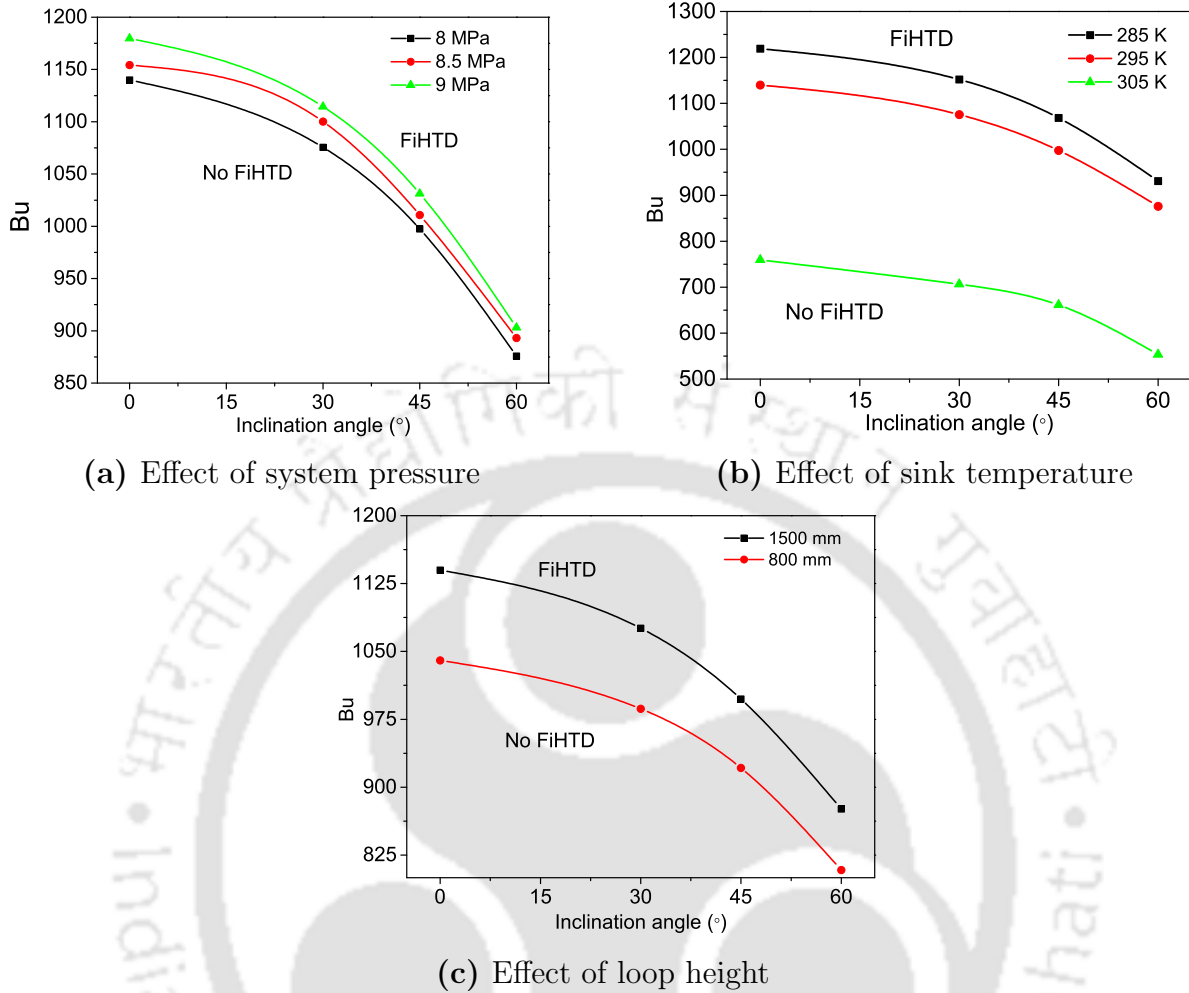 1200
1150
1100
1050
1000
950
900
850
Bu
8 MPa
8.5 MPa
9 MPa
FiHTD
No FiHTD
0 15 30 45 60
Inclination angle (°)
(a) Effect of system pressure
1300
1200
1100
1000
900
800
700
600
500
Bu
285 K
295 K
305 K
FiHTD
No FiHTD
0 15 30 45 60
Inclination angle (°)
(b) Effect of sink temperature
1200
1125
1050
975
900
825
Bu
1500 mm
800 mm
FiHTD
No FiHTD
0 15 30 45 60
Inclination angle (°)
(c) Effect of loop height